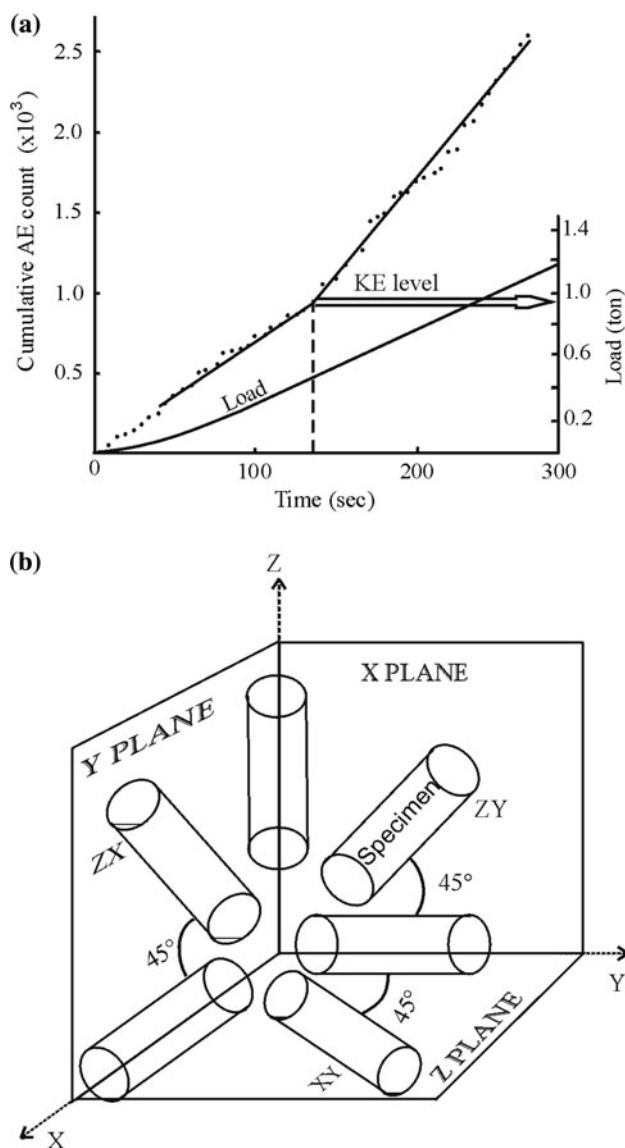 (a)
2.5
2.0
1.5
1.0
0.5
0
100
200
300
Cumulative AE count (x10³)
Time (sec)
KE level
Load
1.4
1.0
0.6
0.2
Load (ton)
(b)
Z
X PLANE
Y PLANE
ZX
Specimen
ZY
45°
45°
45°
Y
XY
Z PLANE
X